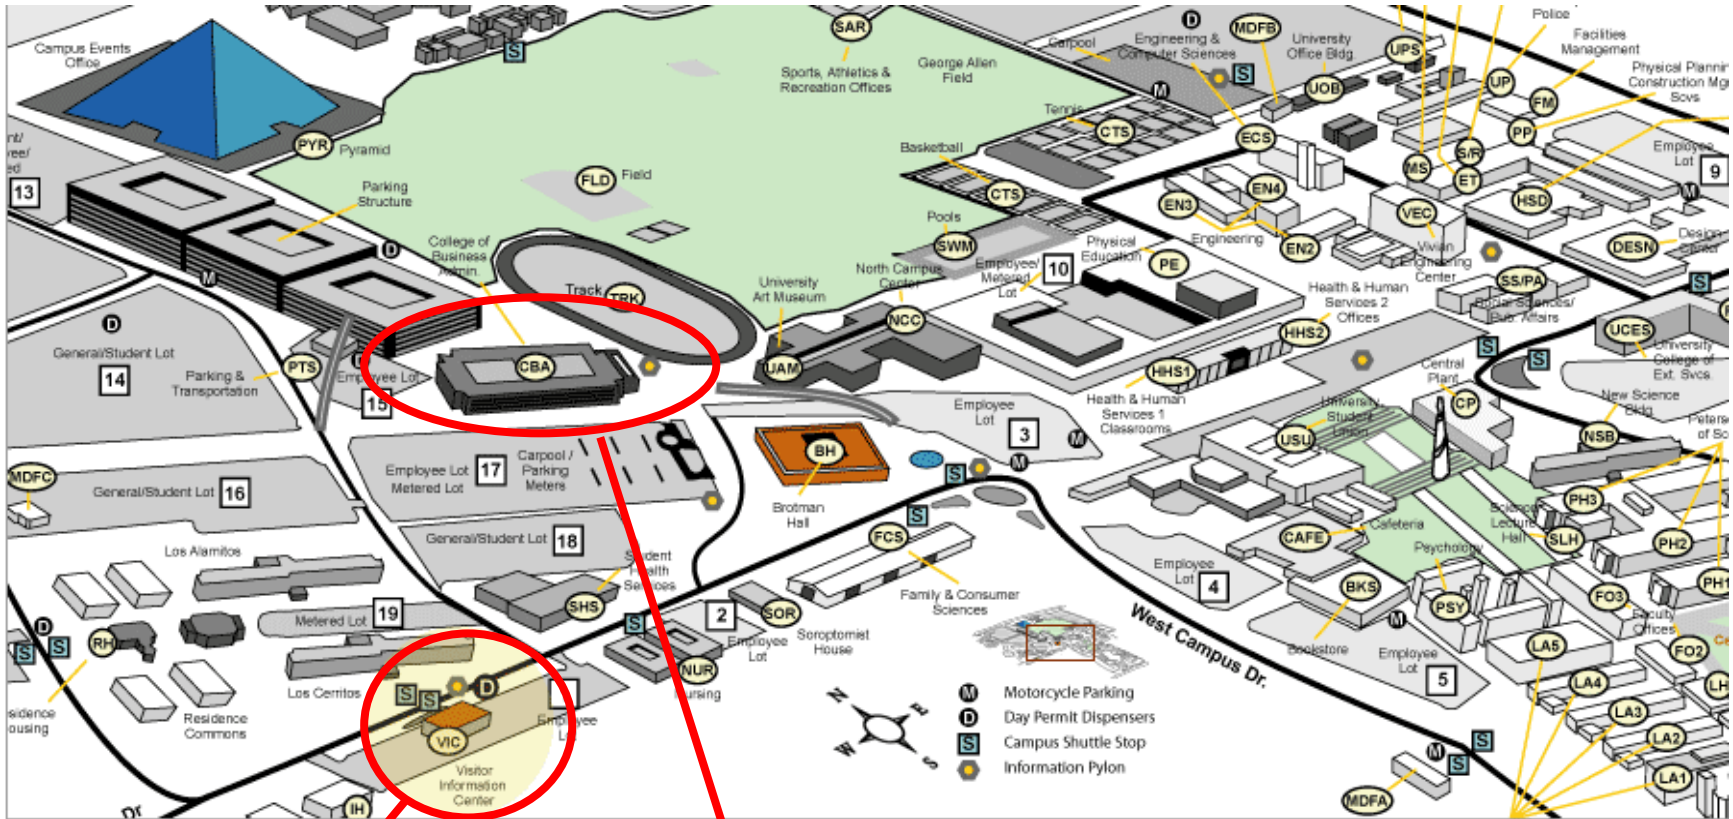 Campus Events
Office
PYR
Pyramid
13
Parking
Structure
S
SAR
Sports, Athletics &
Recreation Offices
George Allen
Field
FLD
Field
D
M
College of
Business
Admin.
Track
TRK
CBA
University
Art Museum
UAM
North Campus
Center
NCC
Employee/
Metered
Lot
10
Pools
SWM
Basketball
CTS
Tennis
CTS
Carpool
M
D
Engineering &
Computer Sciences
S
MDFB
University
Office Bldg.
UOB
UPS
Police
UP
Facilities
Management
FM
Physical Planning
Construction
Scvs
PP
ECS
EN4
EN3
EN2
Engineering
MS
S/R
ET
HSD
Employee
Lot
9
M
VEC
Vivian
Engineering
Center
DESN
Design
Center
S
SS/PA
Social Sciences/
Pub. Affairs
Physical
Education
PE
Health & Human
Services 2
Offices
HHS2
HHS1
Health & Human
Services 1
Classrooms
UCES
University
College of
Ext. Svcs.
S
S
Central
Plant
CP
New Science
Bldg.
NSB
University
Student
Union
USU
General/Student Lot
14
D
Parking &
Transportation
PTS
D
Employee Lot
15
Employee Lot
Metered Lot
17
Carpool /
Parking
Meters
BH
Brotman
Hall
Employee
Lot
3
M
M
S
MDFC
General/Student Lot
16
General/Student Lot
18
S
FCS
Family & Consumer
Sciences
Student
Health
Services
SHS
Los Alamitos
Metered Lot
19
D
S
S
RH
Los Cerritos
Residence
Commons
S
2
Employee
Lot
SOR
Soroptomist
House
NUR
Nursing
S
S
D
VIC
Visitor
Information
Center
Employee
Lot
IH
Dr
CAFE
Cafeteria
Science
Lecture
Hall
SLH
PH3
PH2
PH1
Psychology
PSY
Employee
Lot
4
BKS
Bookstore
M
Employee
Lot
5
FO3
Faculty
Offices
FO2
LA5
LA4
LA3
LA2
LA1
West Campus Dr.
M
S
S
MDFA
N
E
W
S
M Motorcycle Parking
D Day Permit Dispensers
S Campus Shuttle Stop
Information Pylon